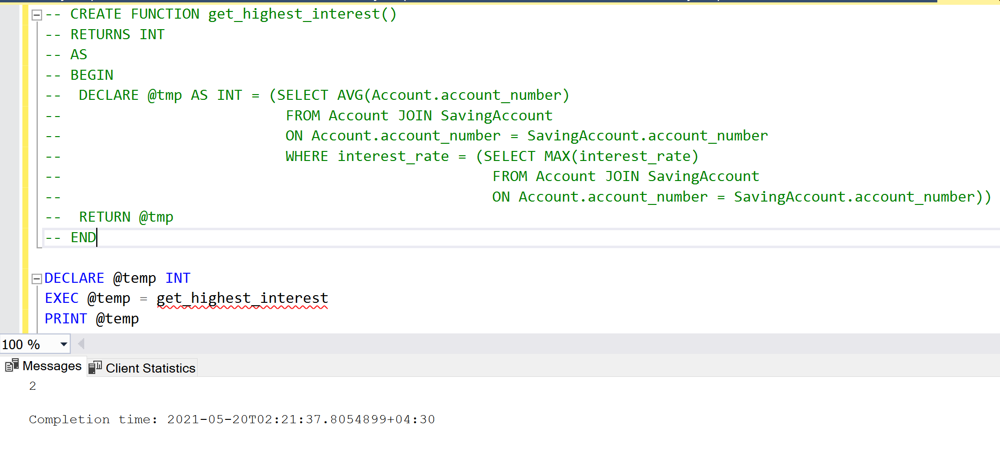 -- CREATE FUNCTION get_highest_interest()
-- RETURNS INT
-- AS
-- BEGIN
--  DECLARE @tmp AS INT = (SELECT AVG(Account.account_number)
--                          FROM Account JOIN SavingAccount
--                          ON Account.account_number = SavingAccount.account_number
--                          WHERE interest_rate = (SELECT MAX(interest_rate)
--                                                  FROM Account JOIN SavingAccount
--                                                  ON Account.account_number = SavingAccount.account_number))
--  RETURN @tmp
-- END
DECLARE @temp INT
EXEC @temp = get_highest_interest
PRINT @temp
100 %
Messages Client Statistics
2
Completion time: 2021-05-20T02:21:37.8054899+04:30